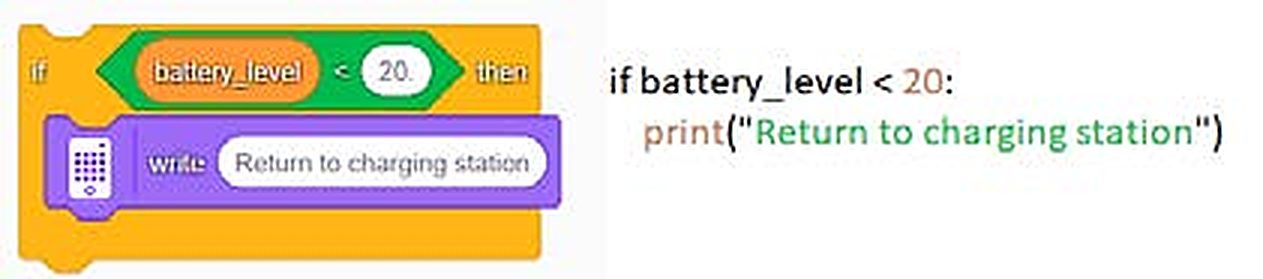 if battery_level < 20. then
write Return to charging station
if battery_level < 20:
print("Return to charging station")